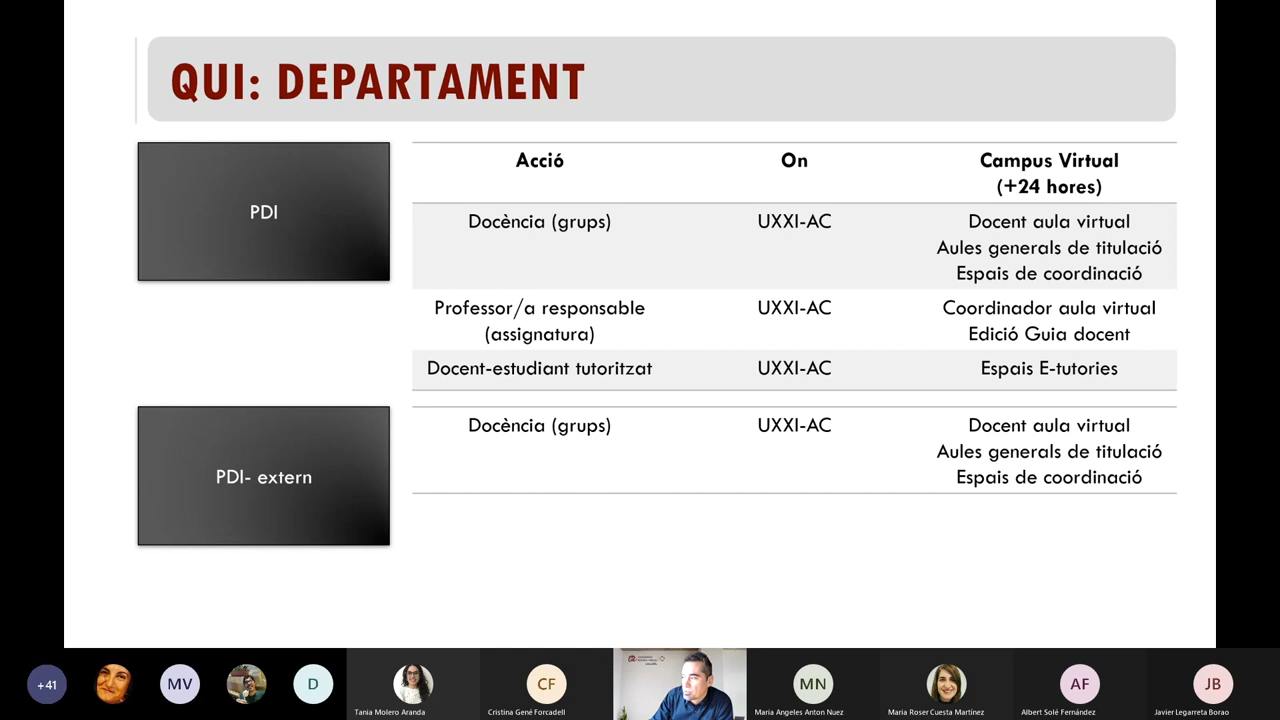 QUI: DEPARTAMENT
PDI
Acció On Campus Virtual
(+24 hores)
Docència (grups) UXXI-AC Docent aula virtual
Aules generals de titulació
Espais de coordinació
Professor/a responsable UXXI-AC Coordinador aula virtual
(assignatura) Edició Guia docent
Docent-estudiant tutoritzat UXXI-AC Espais E-tutories
PDI- extern
Docència (grups) UXXI-AC Docent aula virtual
Aules generals de titulació
Espais de coordinació
+41 MV D CF MN AF JB
Tania Molero Aranda Cristina Gené Forcadell Maria Angeles Anton Nuez Maria Roser Cuesta Martínez Albert Solé Fernández Javier Legarreta Borao